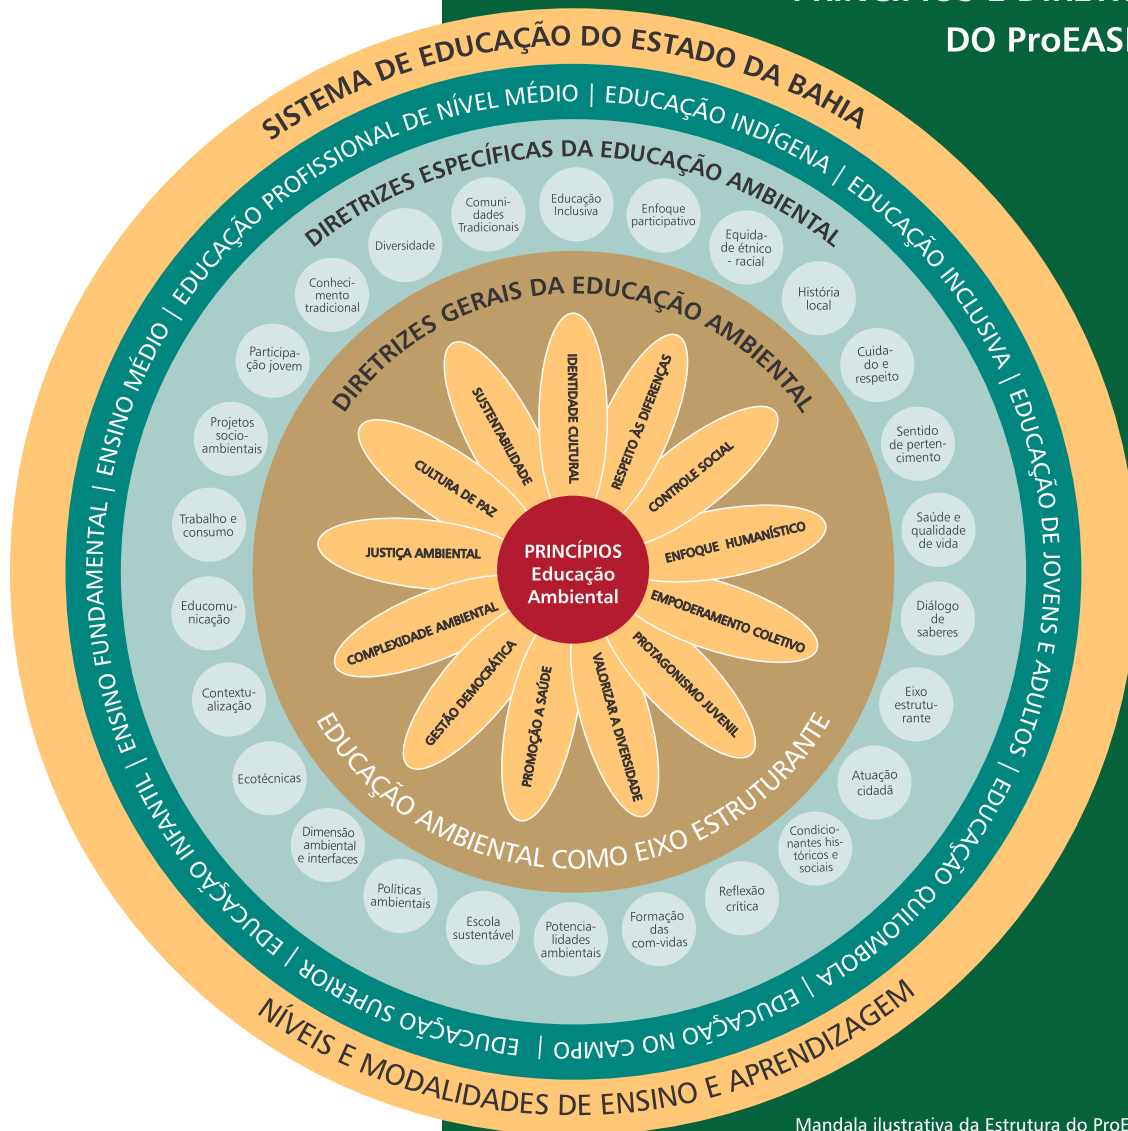 PRINCÍPIOS E
DO
SISTEMA DE EDUCAÇÃO DO ESTADO DA BAHIA
EDUCAÇÃO INFANTIL | ENSINO FUNDAMENTAL | ENSINO MÉDIO | EDUCAÇÃO PROFISSIONAL DE NÍVEL MÉDIO | EDUCAÇÃO INDÍGENA | EDUCAÇÃO INCLUSIVA | EDUCAÇÃO DE JOVENS E ADULTOS | EDUCAÇÃO QUILOMBOLA | EDUCAÇÃO NO CAMPO | EDUCAÇÃO SUPERIOR |
DIRETRIZES ESPECÍFICAS DA EDUCAÇÃO AMBIENTAL
Educação
Inclusiva
Enfoque
participativo
Equida-
de étnico
- racial
História
local
Cuida-
do e
respeito
Sentido
de perten-
cimento
Saúde e
qualidade
de vida
Diálogo
de
saberes
Eixo
estrutu-
rante
Atuação
cidadã
Condicio-
nantes his-
tóricos e
sociais
Reflexão
crítica
Formação
das
com-vidas
Potencia-
lidades
ambientais
Escola
sustentável
Políticas
ambientais
Dimensão
ambiental
e interfaces
Ecotécnicas
Contextu-
alização
Educomu-
nicação
Trabalho e
consumo
Projetos
socio-
ambientais
Participa-
ção jovem
Conheci-
mento
tradicional
Diversidade
Comuni-
dades
Tradicionais
DIRETRIZES GERAIS DA EDUCAÇÃO AMBIENTAL
IDENTIDADE CULTURAL
RESPEITO ÀS DIFERENÇAS
CONTROLE SOCIAL
ENFOQUE HUMANÍSTICO
EMPODERAMENTO COLETIVO
PROTAGONISMO JUVENIL
VALORIZAR A DIVERSIDADE
PROMOÇÃO A SAÚDE
GESTÃO DEMOCRÁTICA
COMPLEXIDADE AMBIENTAL
JUSTIÇA AMBIENTAL
CULTURA DE PAZ
SUSTENTABILIDADE
PRINCÍPIOS
Educação
Ambiental
EDUCAÇÃO AMBIENTAL COMO EIXO ESTRUTURANTE
NÍVEIS E MODALIDADES DE ENSINO E APRENDIZAGEM
Mandala ilustrativa da Estrutura do